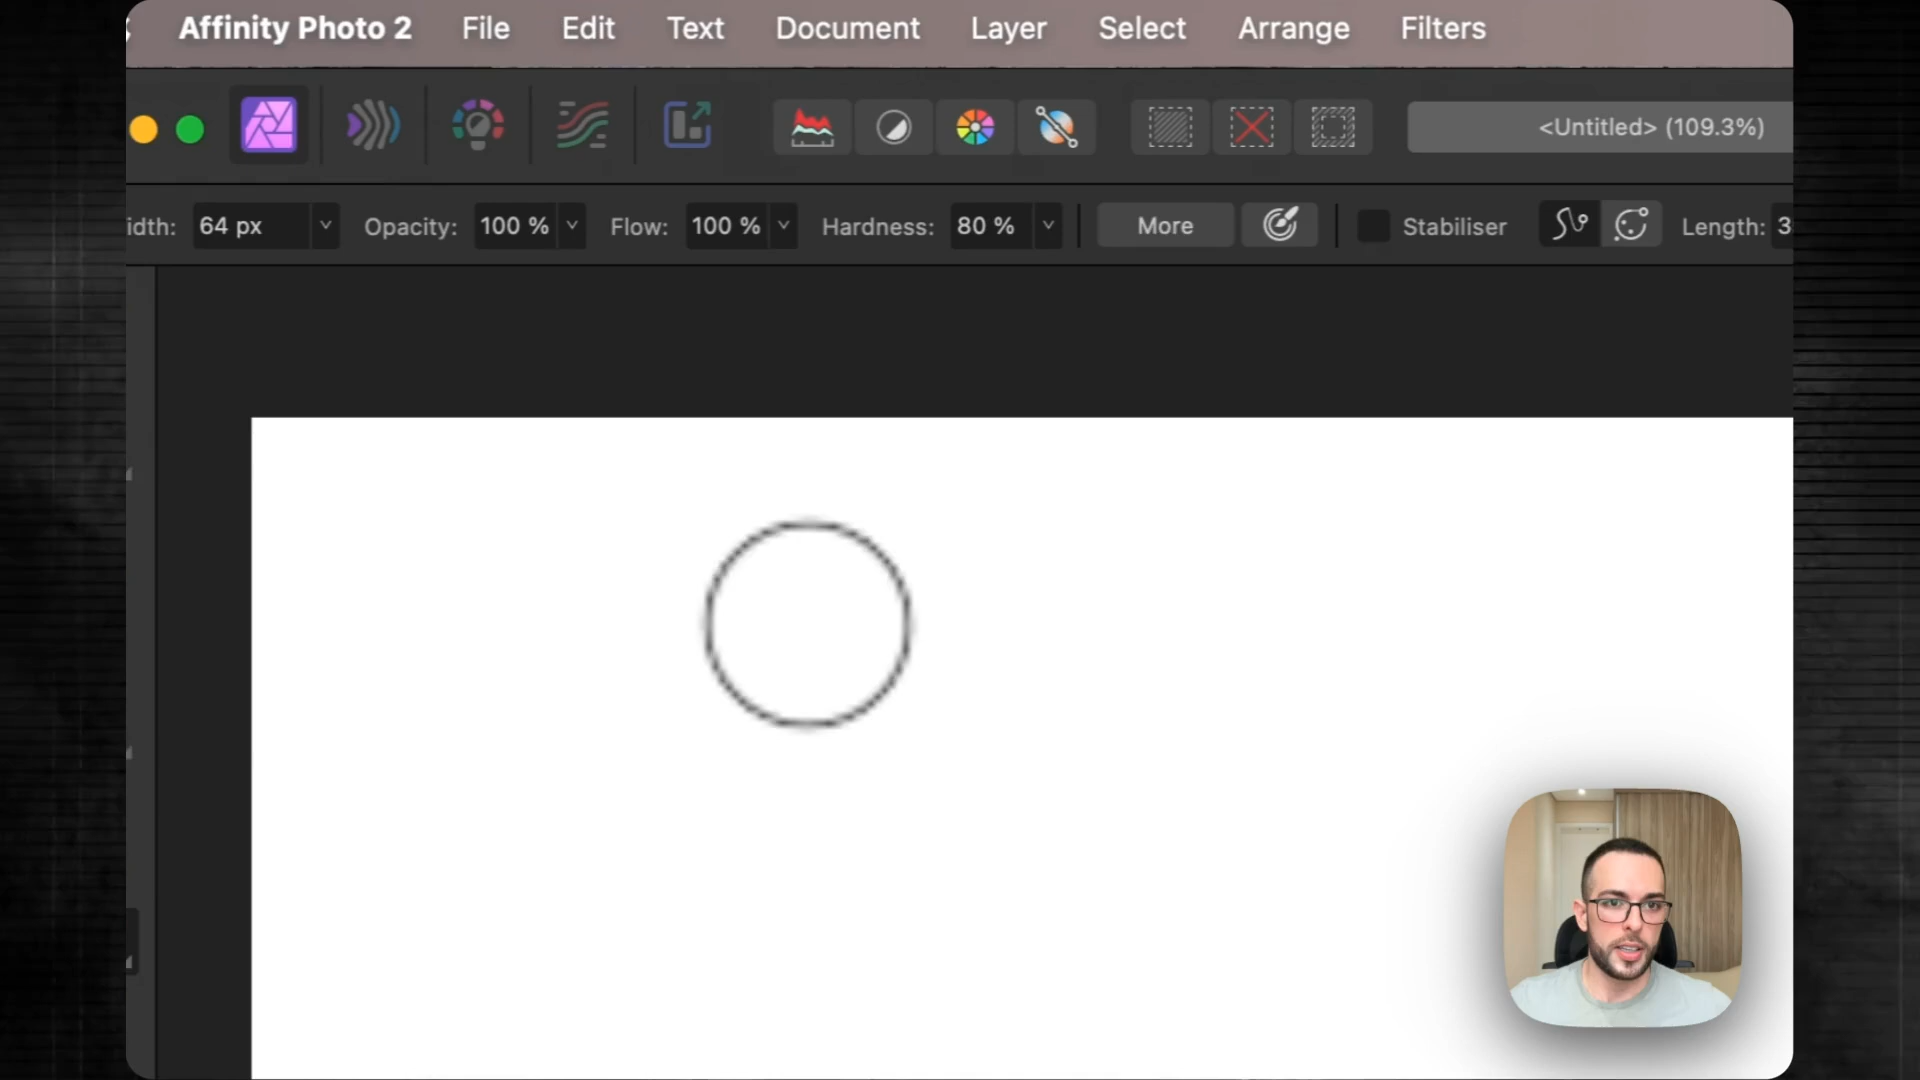 Affinity Photo 2 File Edit Text Document Layer Select Arrange Filters
<Untitled> (109.3%)
idth: 64 px Opacity: 100 % Flow: 100 % Hardness: 80 % More Stabiliser Length: 3